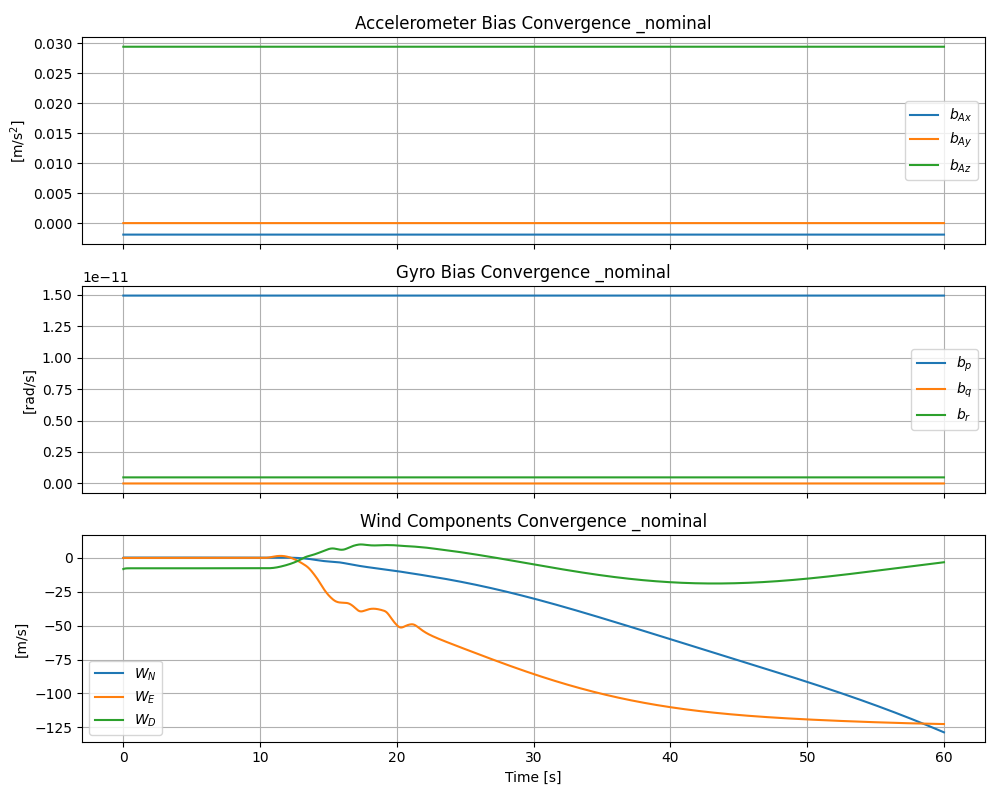 Accelerometer Bias Convergence _nominal
0.030
0.025
0.020
0.015
0.010
0.005
0.000
[m/s²]
b_Ax
b_Ay
b_Az
Gyro Bias Convergence _nominal
1e−11
1.50
1.25
1.00
0.75
0.50
0.25
0.00
[rad/s]
b_p
b_q
b_r
Wind Components Convergence _nominal
0
−25
−50
−75
−100
−125
[m/s]
W_N
W_E
W_D
0 10 20 30 40 50 60
Time [s]